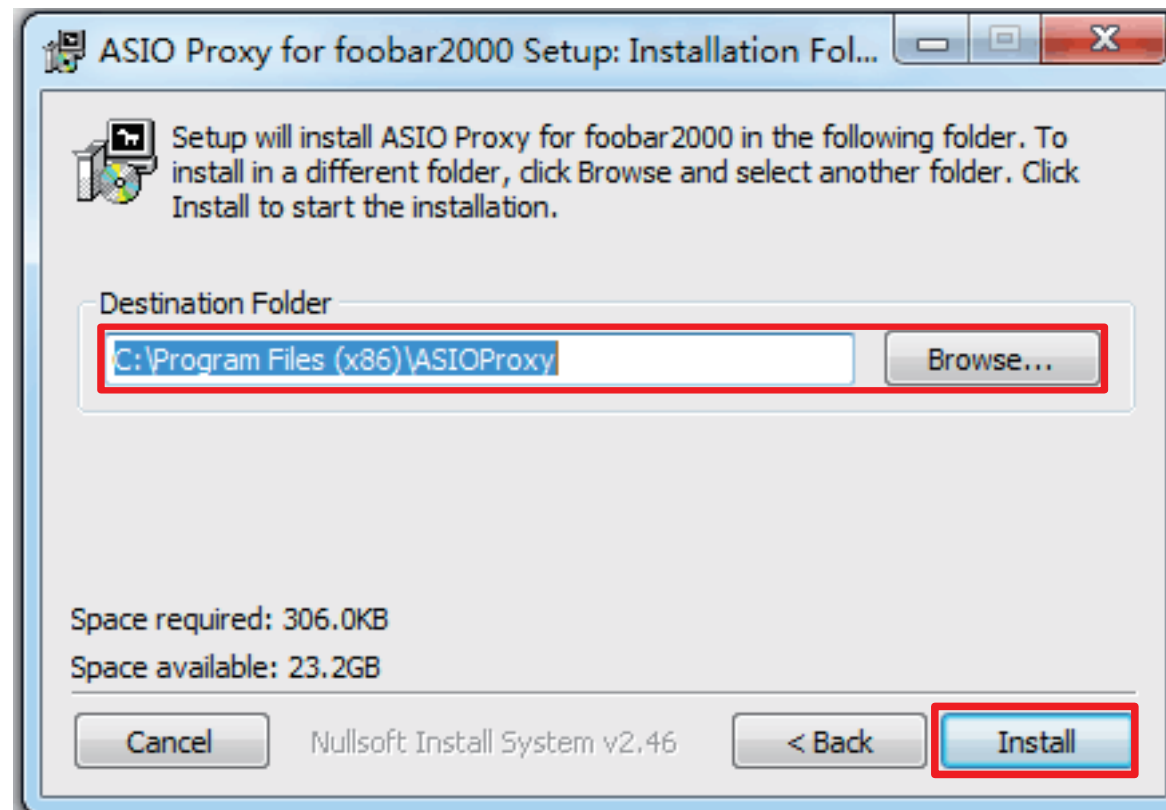 ASIO Proxy for foobar2000 Setup: Installation Fol...
Setup will install ASIO Proxy for foobar2000 in the following folder. To
install in a different folder, click Browse and select another folder. Click
Install to start the installation.
Destination Folder
C:\Program Files (x86)\ASIOProxy
Browse...
Space required: 306.0KB
Space available: 23.2GB
Cancel
Nullsoft Install System v2.46
< Back
Install